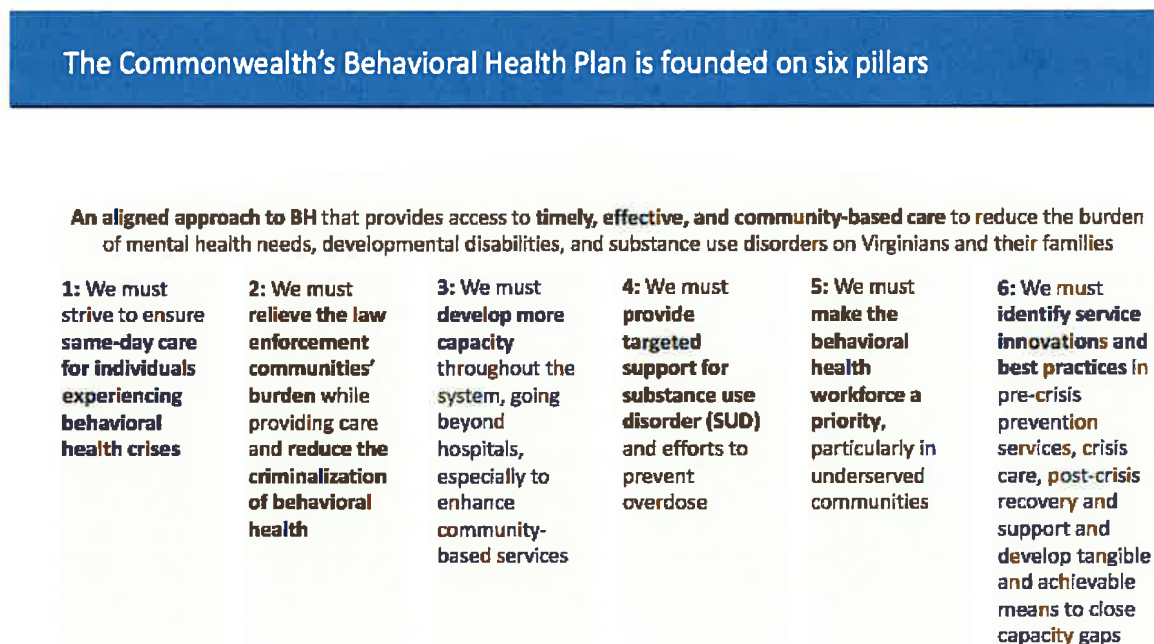 The Commonwealth's Behavioral Health Plan is founded on six pillars
An aligned approach to BH that provides access to timely, effective, and community-based care to reduce the burden
of mental health needs, developmental disabilities, and substance use disorders on Virginians and their families
1: We must
strive to ensure
same-day care
for individuals
experiencing
behavioral
health crises
2: We must
relieve the law
enforcement
communities'
burden while
providing care
and reduce the
criminalization
of behavioral
health
3: We must
develop more
capacity
throughout the
system, going
beyond
hospitals,
especially to
enhance
community-
based services
4: We must
provide
targeted
support for
substance use
disorder (SUD)
and efforts to
prevent
overdose
5: We must
make the
behavioral
health
workforce a
priority,
particularly in
underserved
communities
6: We must
identify service
innovations and
best practices in
pre-crisis
prevention
services, crisis
care, post-crisis
recovery and
support and
develop tangible
and achievable
means to close
capacity gaps